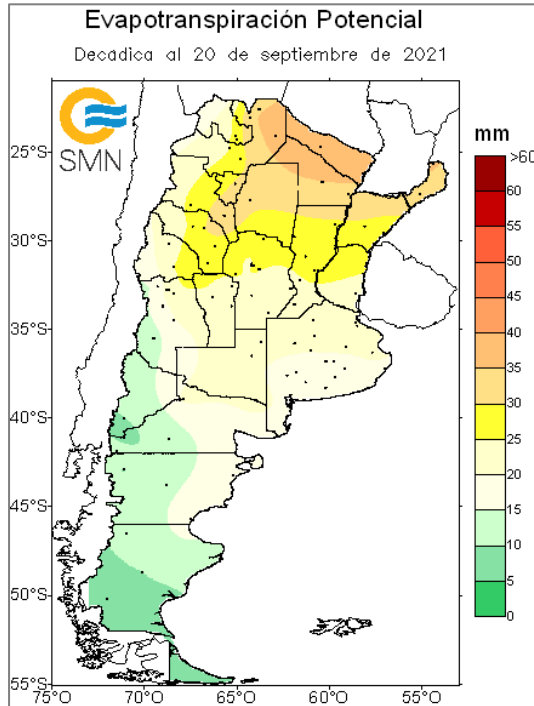 Evapotranspiración Potencial
Decádica al 20 de septiembre de 2021
SMN
mm
>60
60
55
50
45
40
35
30
25
20
15
10
5
0
25°S
30°S
35°S
40°S
45°S
50°S
55°S
75°O 70°O 65°O 60°O 55°O